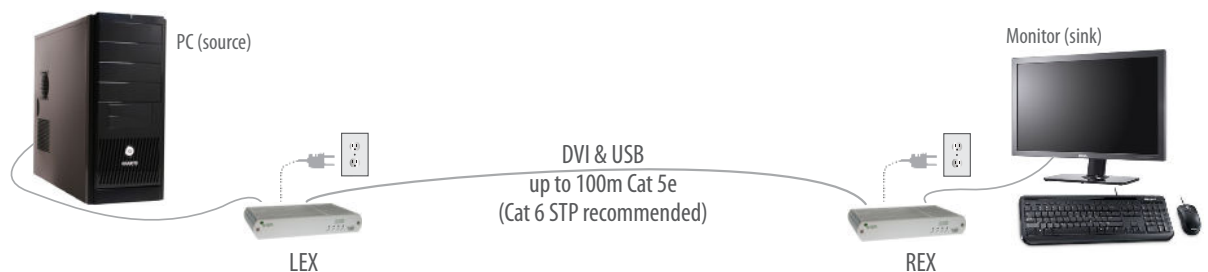 PC (source)
Monitor (sink)
DVI & USB
up to 100m Cat 5e
(Cat 6 STP recommended)
LEX
REX